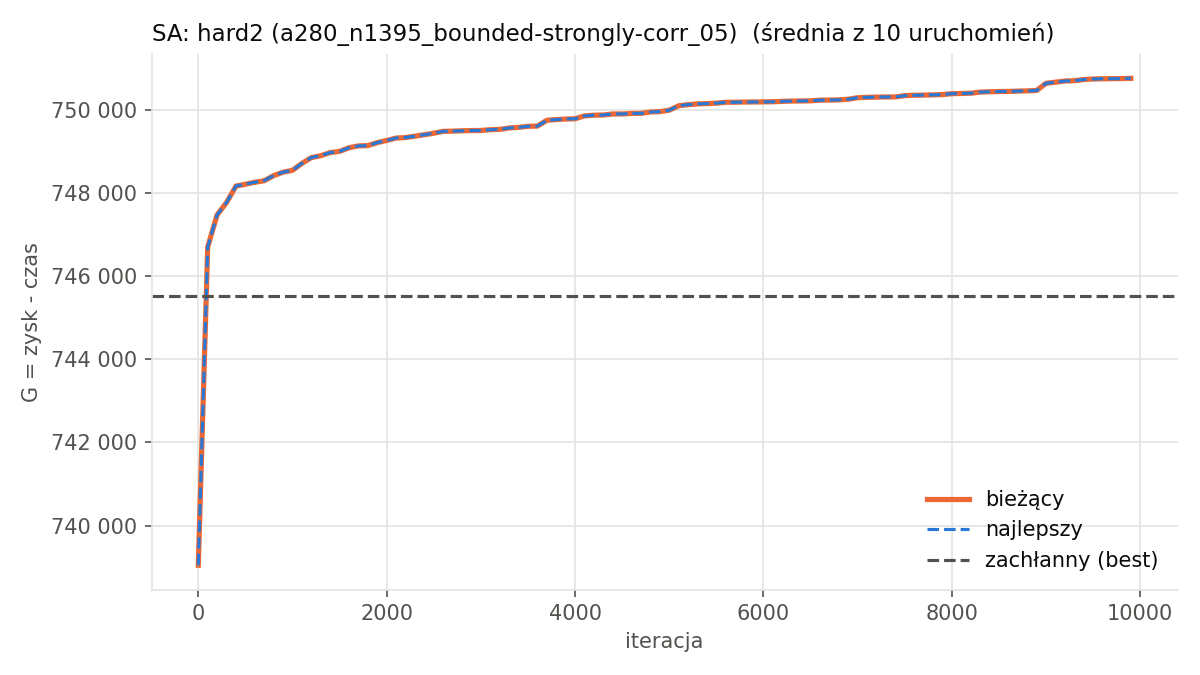 SA: hard2 (a280_n1395_bounded-strongly-corr_05)  (średnia z 10 uruchomień)
G = zysk - czas
750 000
748 000
746 000
744 000
742 000
740 000
bieżący
najlepszy
zachłanny (best)
0 2000 4000 6000 8000 10000
iteracja